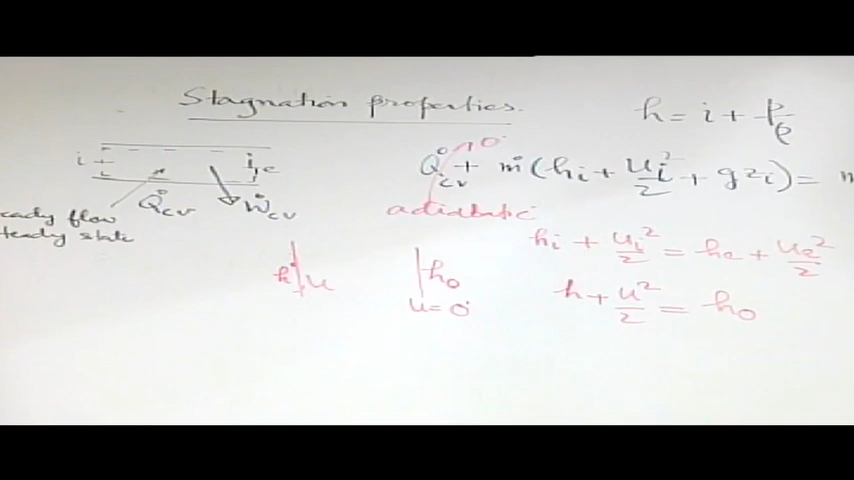 Stagnation properties.
h = i + p/ρ
i e
Q̇cv Ẇcv
eady flow
teady state
Q̇cv + ṁ(hi + ui²/2 + gzi) = m
0
adiabatic
hi + ui²/2 = he + ue²/2
h u
h0
u=0
h + u²/2 = h0